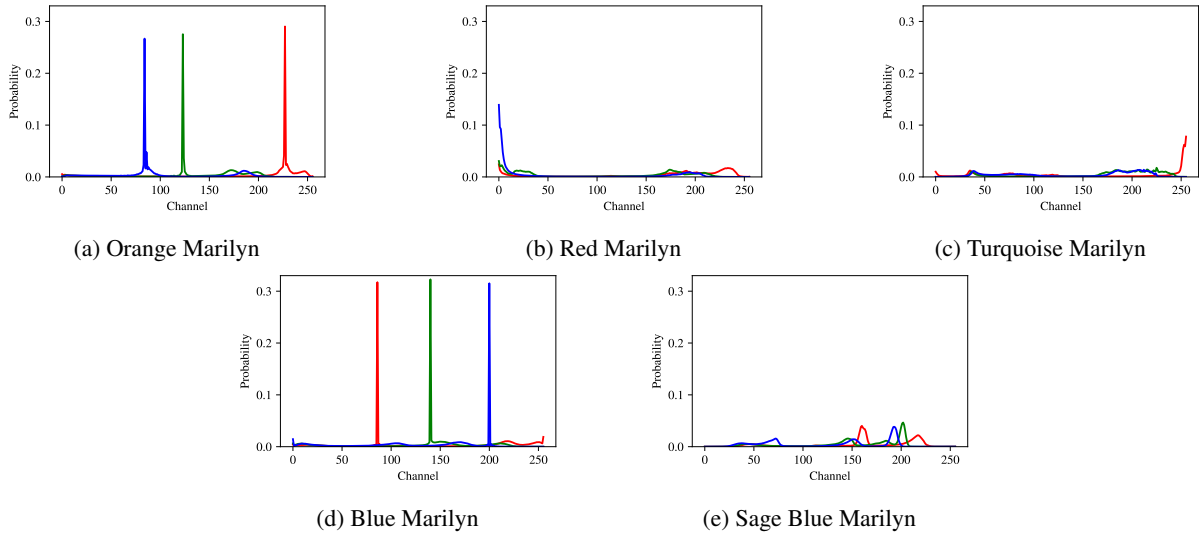 0.3
0.2
0.1
0.0
Probability
0 50 100 150 200 250
Channel
(a) Orange Marilyn
0.3
0.2
0.1
0.0
Probability
0 50 100 150 200 250
Channel
(b) Red Marilyn
0.3
0.2
0.1
0.0
Probability
0 50 100 150 200 250
Channel
(c) Turquoise Marilyn
0.3
0.2
0.1
0.0
Probability
0 50 100 150 200 250
Channel
(d) Blue Marilyn
0.3
0.2
0.1
0.0
Probability
0 50 100 150 200 250
Channel
(e) Sage Blue Marilyn